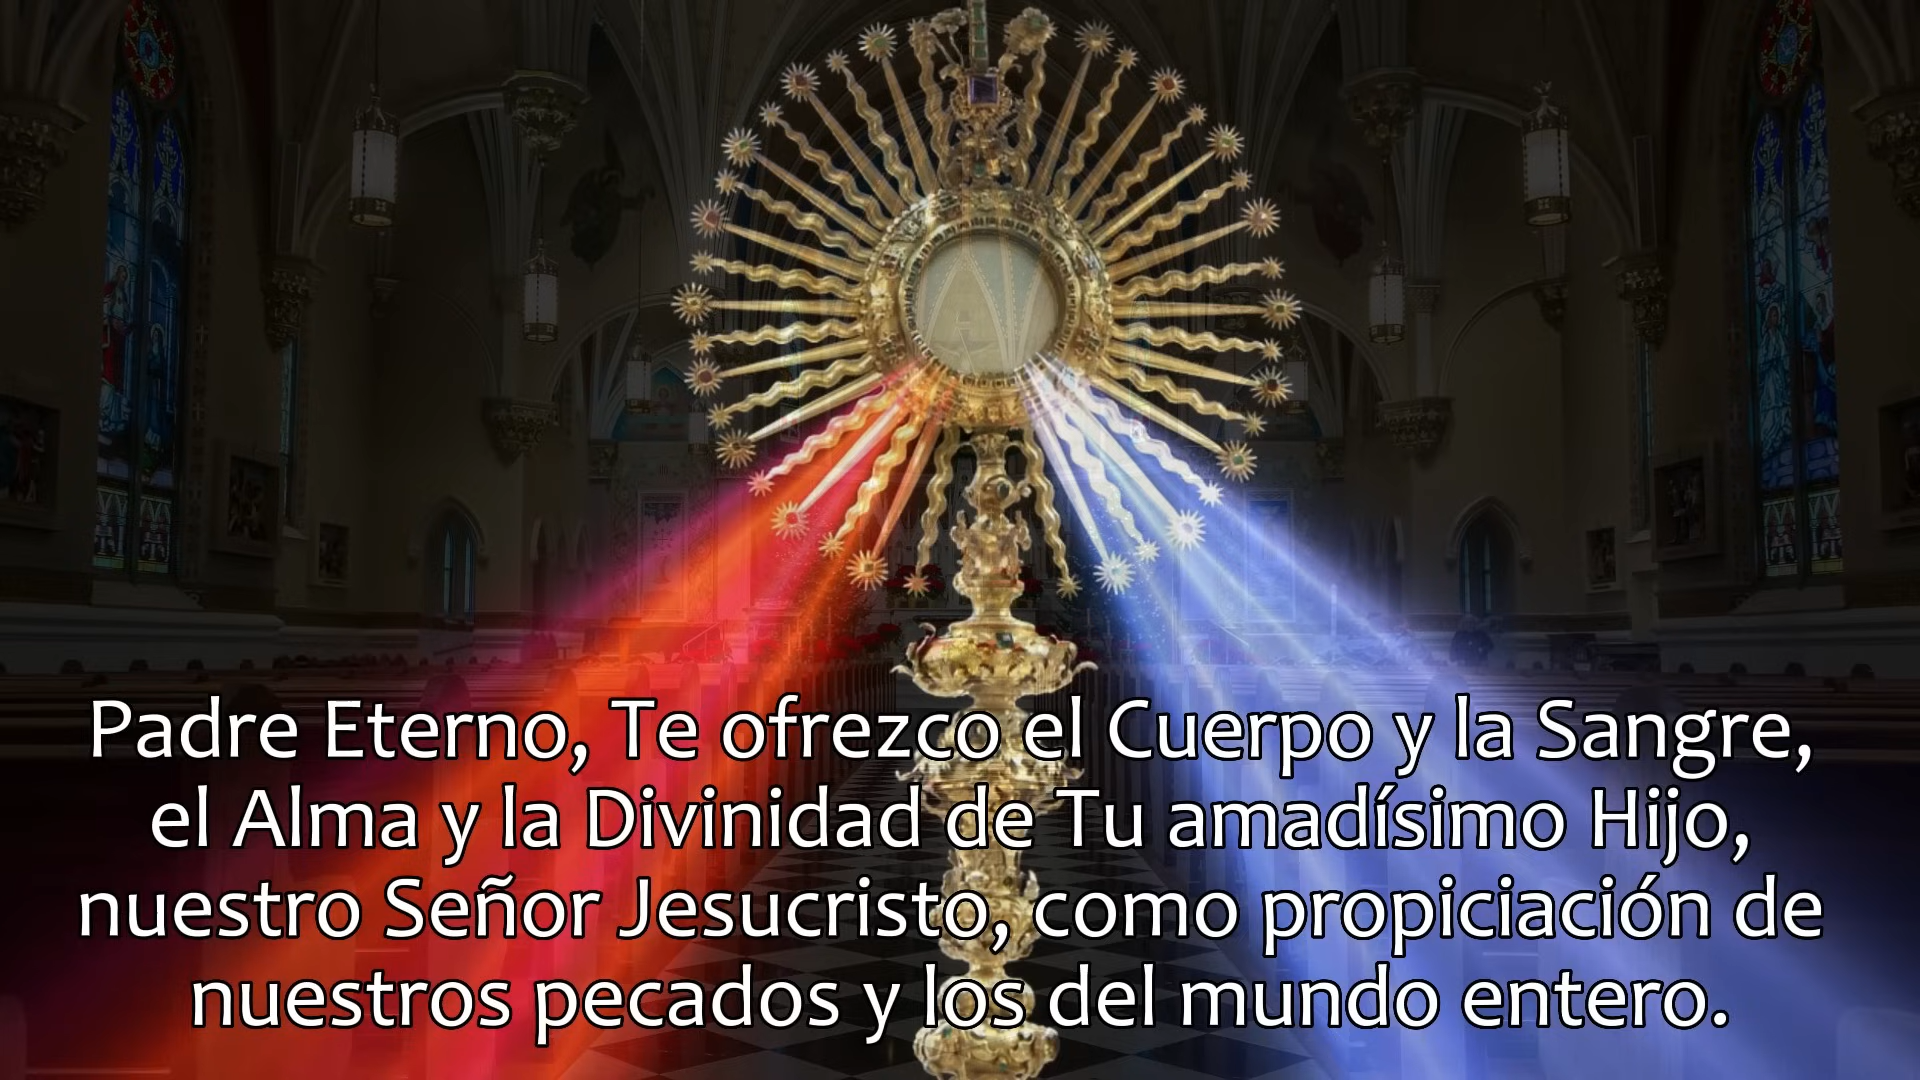 Padre Eterno, Te ofrezco el Cuerpo y la Sangre,
el Alma y la Divinidad de Tu amadísimo Hijo,
nuestro Señor Jesucristo, como propiciación de
nuestros pecados y los del mundo entero.